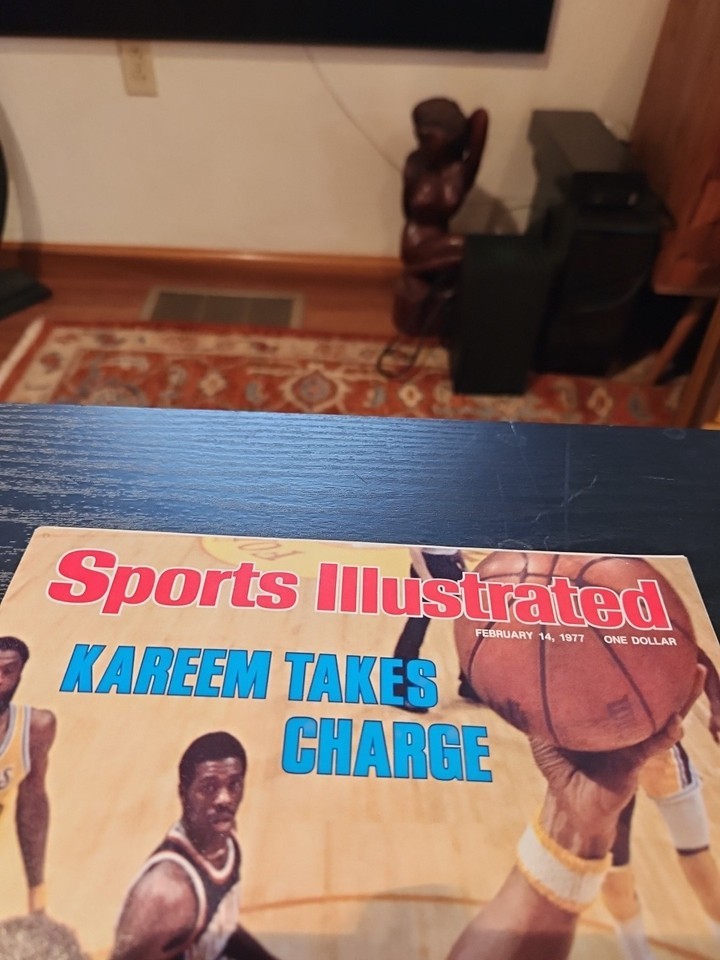 Sports Illustrated
FEBRUARY 14, 1977 ONE DOLLAR
KAREEM TAKES
CHARGE